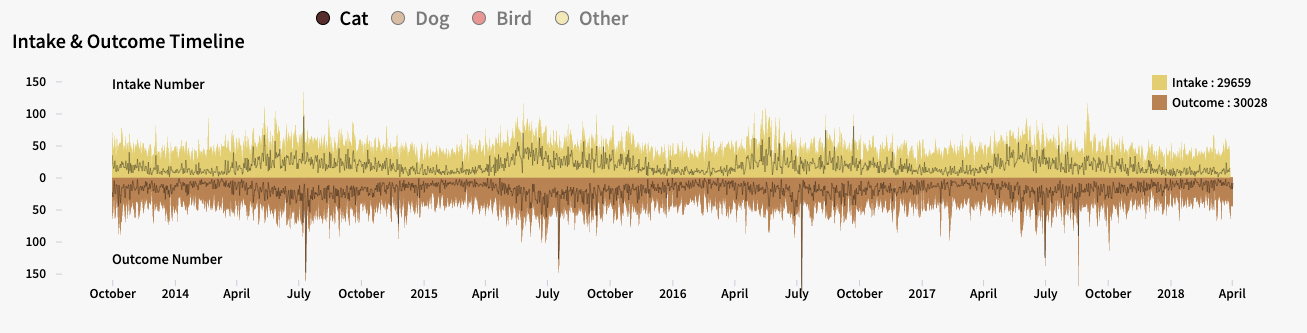 Cat Dog Bird Other
Intake & Outcome Timeline
150 Intake Number Intake : 29659
100 Outcome : 30028
50
0
50
100
Outcome Number
150
October 2014 April July October 2015 April July October 2016 April July October 2017 April July October 2018 April